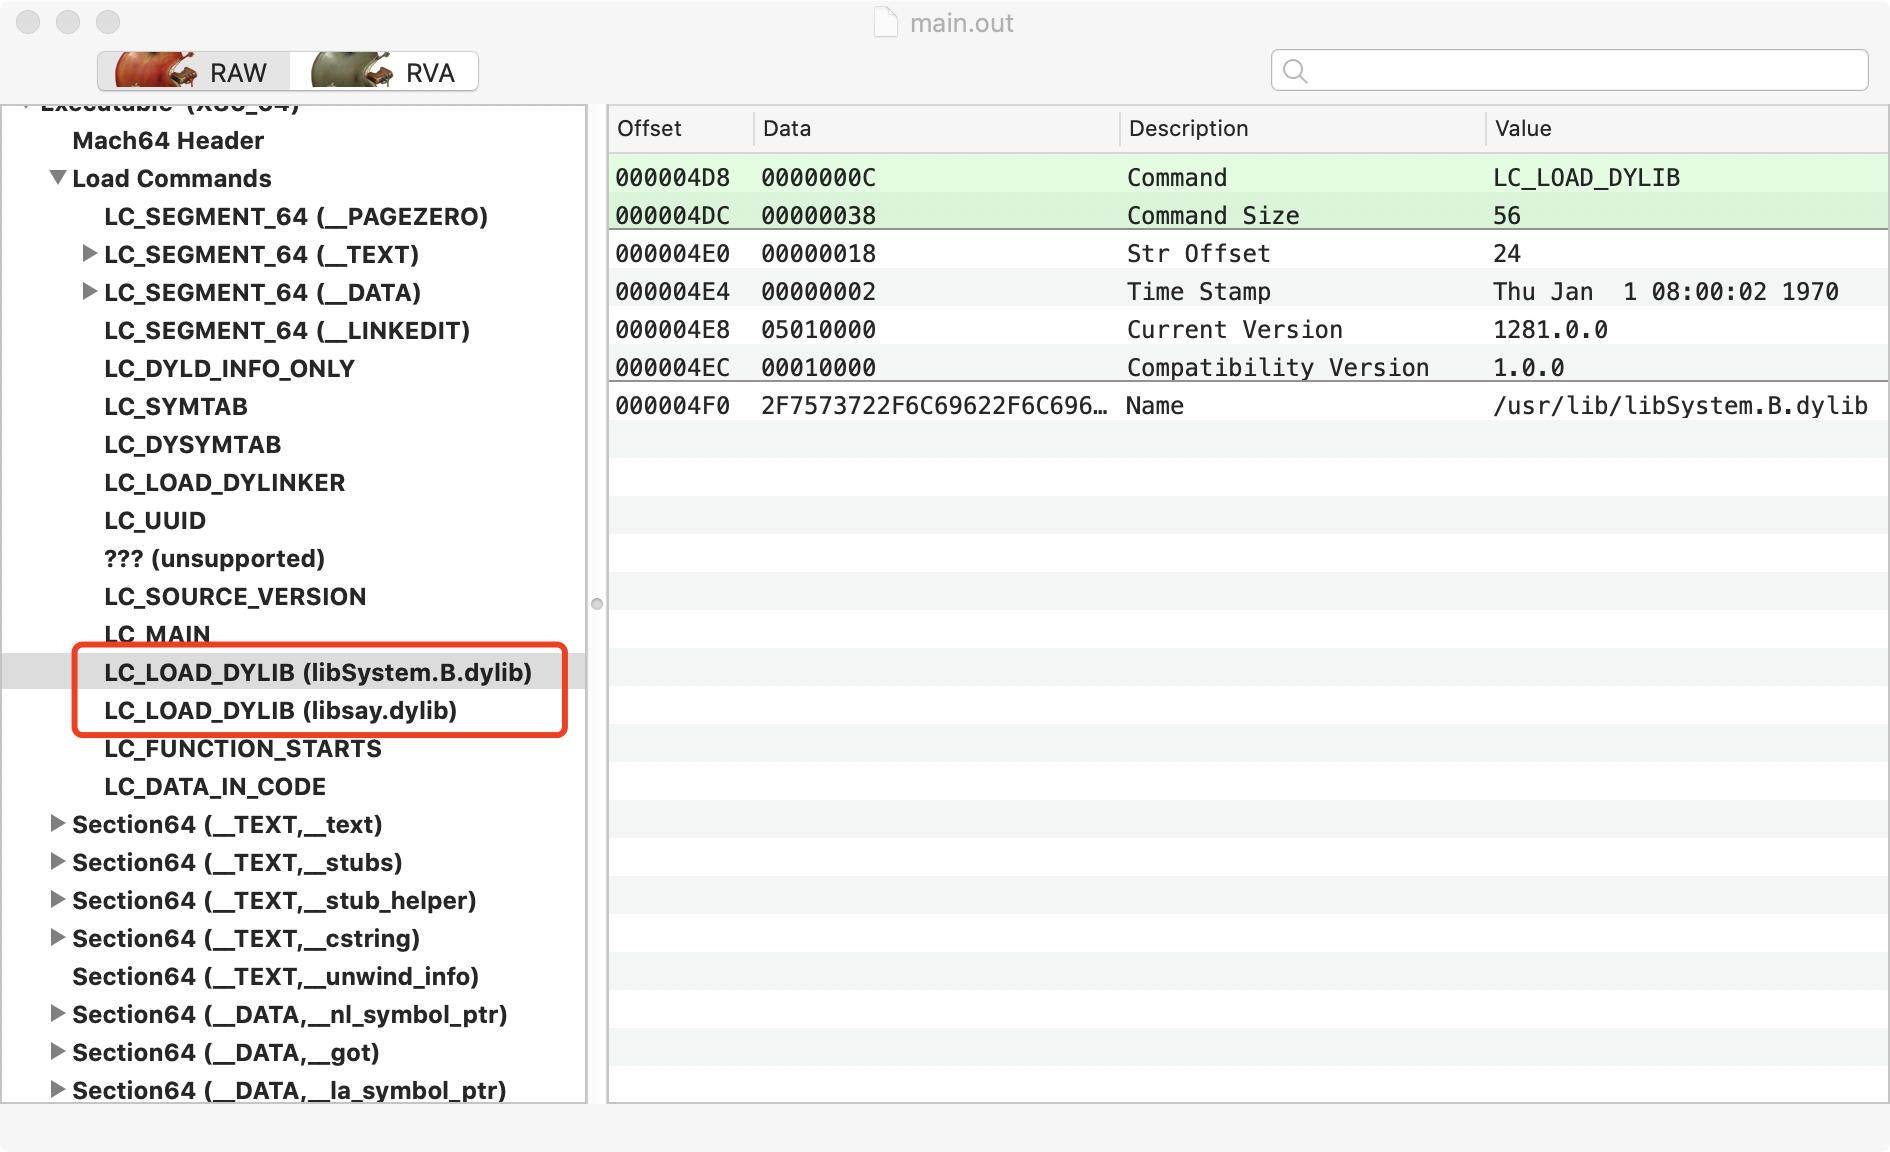 main.out
RAW RVA
Executable (X86_64)
Mach64 Header
Load Commands
LC_SEGMENT_64 (__PAGEZERO)
LC_SEGMENT_64 (__TEXT)
LC_SEGMENT_64 (__DATA)
LC_SEGMENT_64 (__LINKEDIT)
LC_DYLD_INFO_ONLY
LC_SYMTAB
LC_DYSYMTAB
LC_LOAD_DYLINKER
LC_UUID
??? (unsupported)
LC_SOURCE_VERSION
LC_MAIN
LC_LOAD_DYLIB (libSystem.B.dylib)
LC_LOAD_DYLIB (libsay.dylib)
LC_FUNCTION_STARTS
LC_DATA_IN_CODE
Section64 (__TEXT,__text)
Section64 (__TEXT,__stubs)
Section64 (__TEXT,__stub_helper)
Section64 (__TEXT,__cstring)
Section64 (__TEXT,__unwind_info)
Section64 (__DATA,__nl_symbol_ptr)
Section64 (__DATA,__got)
Section64 (__DATA,__la_symbol_ptr)
Offset Data Description Value
000004D8 0000000C Command LC_LOAD_DYLIB
000004DC 00000038 Command Size 56
000004E0 00000018 Str Offset 24
000004E4 00000002 Time Stamp Thu Jan  1 08:00:02 1970
000004E8 05010000 Current Version 1281.0.0
000004EC 00010000 Compatibility Version 1.0.0
000004F0 2F7573722F6C69622F6C696… Name /usr/lib/libSystem.B.dylib